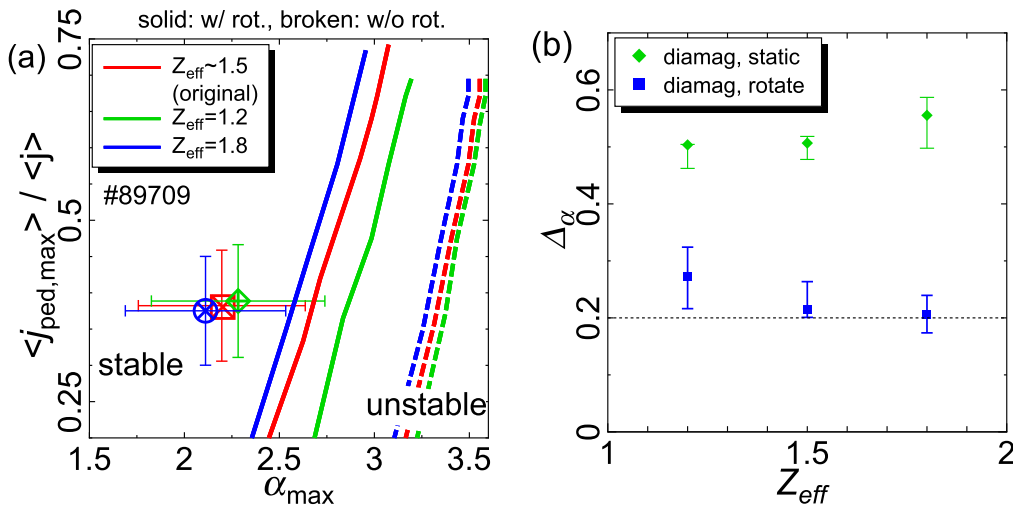 solid: w/ rot., broken: w/o rot.
(a)
Z_eff~1.5
(original)
Z_eff=1.2
Z_eff=1.8
#89709
stable
unstable
0.75
0.5
0.25
<j_ped,max> / <j>
1.5 2 2.5 3 3.5
α_max
(b)
diamag, static
diamag, rotate
0.6
0.4
0.2
0
Δ_α
1 1.5 2
Z_eff